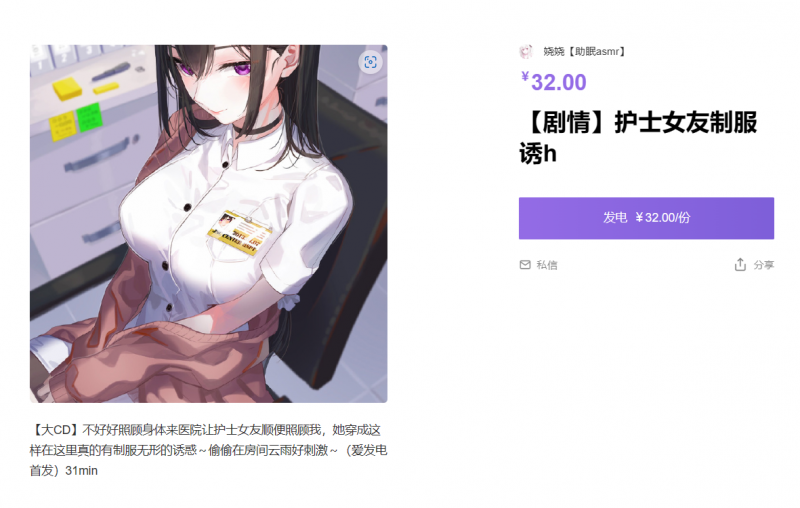 娆娆【助眠asmr】
¥32.00
【剧情】护士女友制服
诱h
发电 ¥32.00/份
私信
分享
【大CD】不好好照顾身体来医院让护士女友顺便照顾我，她穿成这
样在这里真的有制服无形的诱惑～偷偷在房间云雨好刺激～（爱发电
首发）31min